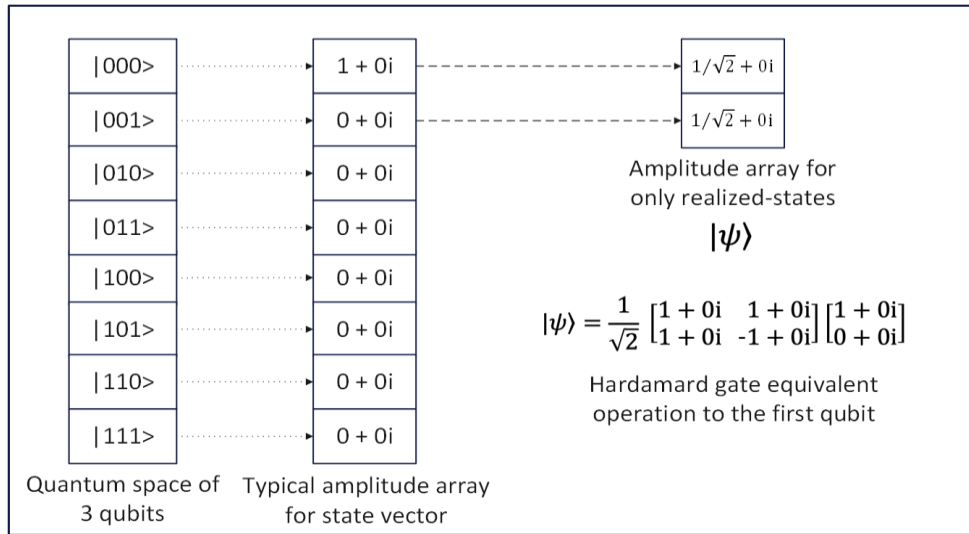 |000>
|001>
|010>
|011>
|100>
|101>
|110>
|111>
Quantum space of
3 qubits
1 + 0i
0 + 0i
0 + 0i
0 + 0i
0 + 0i
0 + 0i
0 + 0i
0 + 0i
Typical amplitude array
for state vector
1/√2 + 0i
1/√2 + 0i
Amplitude array for
only realized-states
|ψ⟩
|ψ⟩ = 1/√2 [1 + 0i 1 + 0i; 1 + 0i -1 + 0i] [1 + 0i; 0 + 0i]
Hardamard gate equivalent
operation to the first qubit